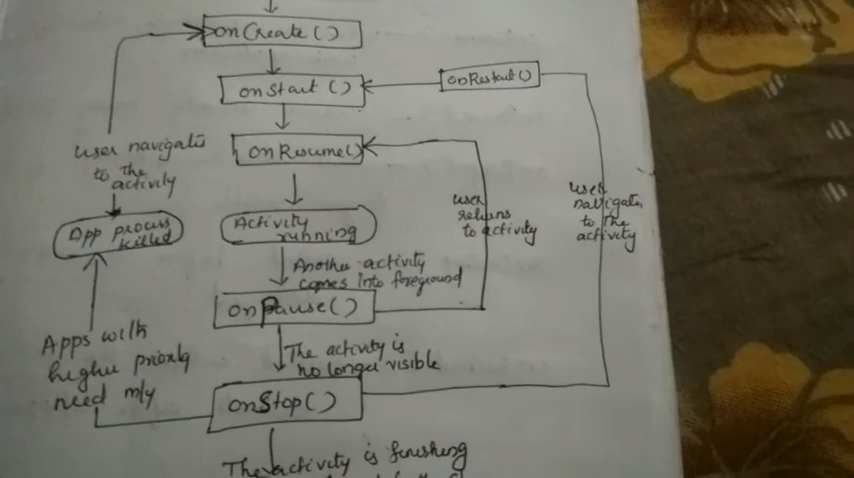 onCreate()
onStart()
onRestart()
onResume()
user navigates
to the
activity
App process
killed
Activity
running
user
returns
to activity
user
navigates
to the
activity
Another activity
comes into foreground
onPause()
The activity is
no longer visible
Apps with
higher priority
need m/y
onStop()
The activity is finishing